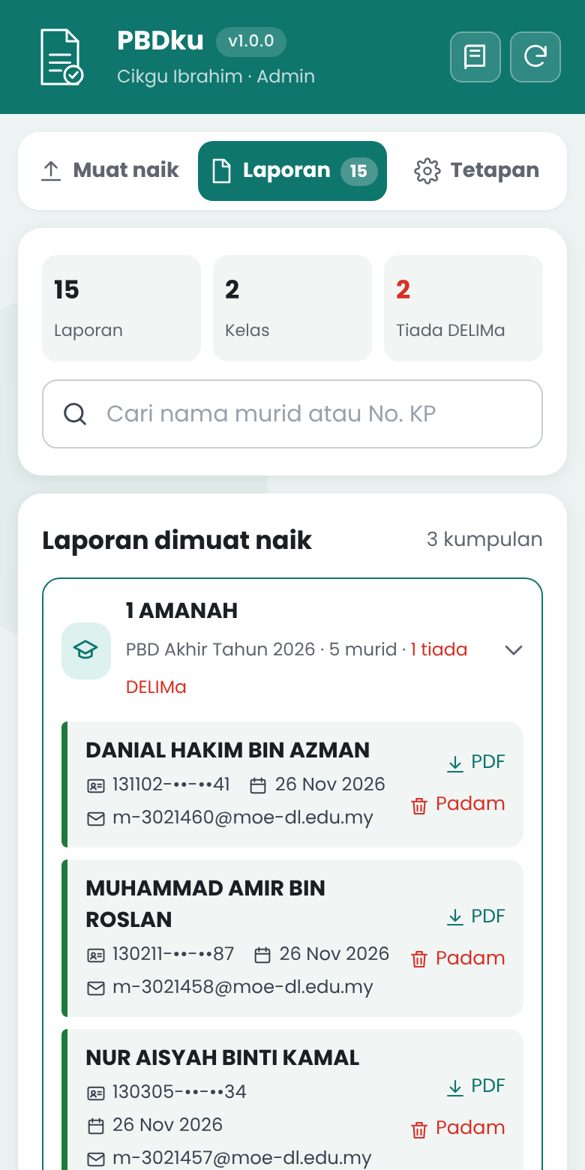 PBDku v1.0.0
Cikgu Ibrahim · Admin
Muat naik Laporan 15 Tetapan
15 2 2
Laporan Kelas Tiada DELIMa
Cari nama murid atau No. KP
Laporan dimuat naik 3 kumpulan
1 AMANAH
PBD Akhir Tahun 2026 · 5 murid · 1 tiada
DELIMa
DANIAL HAKIM BIN AZMAN
131102-••-••41 26 Nov 2026
m-3021460@moe-dl.edu.my
PDF
Padam
MUHAMMAD AMIR BIN
ROSLAN
130211-••-••87 26 Nov 2026
m-3021458@moe-dl.edu.my
PDF
Padam
NUR AISYAH BINTI KAMAL
130305-••-••34
26 Nov 2026
m-3021457@moe-dl.edu.my
PDF
Padam